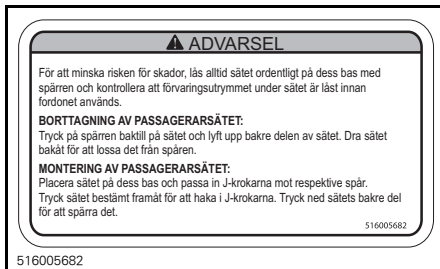 ADVARSEL
För att minska risken för skador, lås alltid sätet ordentligt på dess bas med
spärren och kontrollera att förvaringsutrymmet under sätet är låst innan
fordonet används.
BORTTAGNING AV PASSAGERARSÄTET:
Tryck på spärren baktill på sätet och lyft upp bakre delen av sätet. Dra sätet
bakåt för att lossa det från spåren.
MONTERING AV PASSAGERARSÄTET:
Placera sätet på dess bas och passa in J-krokarna mot respektive spår.
Tryck sätet bestämt framåt för att haka i J-krokarna. Tryck ned sätets bakre del
för att spärra det.
516005682
516005682